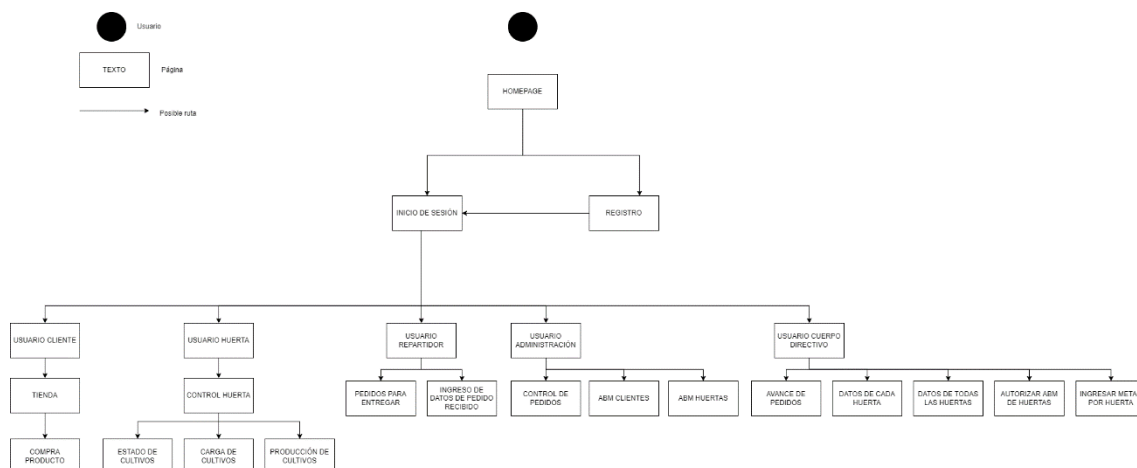 Usuario
TEXTO
Página
Posible ruta
HOMEPAGE
INICIO DE SESIÓN
REGISTRO
USUARIO CLIENTE
USUARIO HUERTA
USUARIO
REPARTIDOR
USUARIO
ADMINISTRACIÓN
USUARIO CUERPO
DIRECTIVO
TIENDA
CONTROL HUERTA
PEDIDOS PARA
ENTREGAR
INGRESO DE
DATOS DE PEDIDO
RECIBIDO
CONTROL DE
PEDIDOS
ABM CLIENTES
ABM HUERTAS
AVANCE DE
PEDIDOS
DATOS DE CADA
HUERTA
DATOS DE TODAS
LAS HUERTAS
AUTORIZAR ABM
DE HUERTAS
INGRESAR META
POR HUERTA
COMPRA
PRODUCTO
ESTADO DE
CULTIVOS
CARGA DE
CULTIVOS
PRODUCCIÓN DE
CULTIVOS